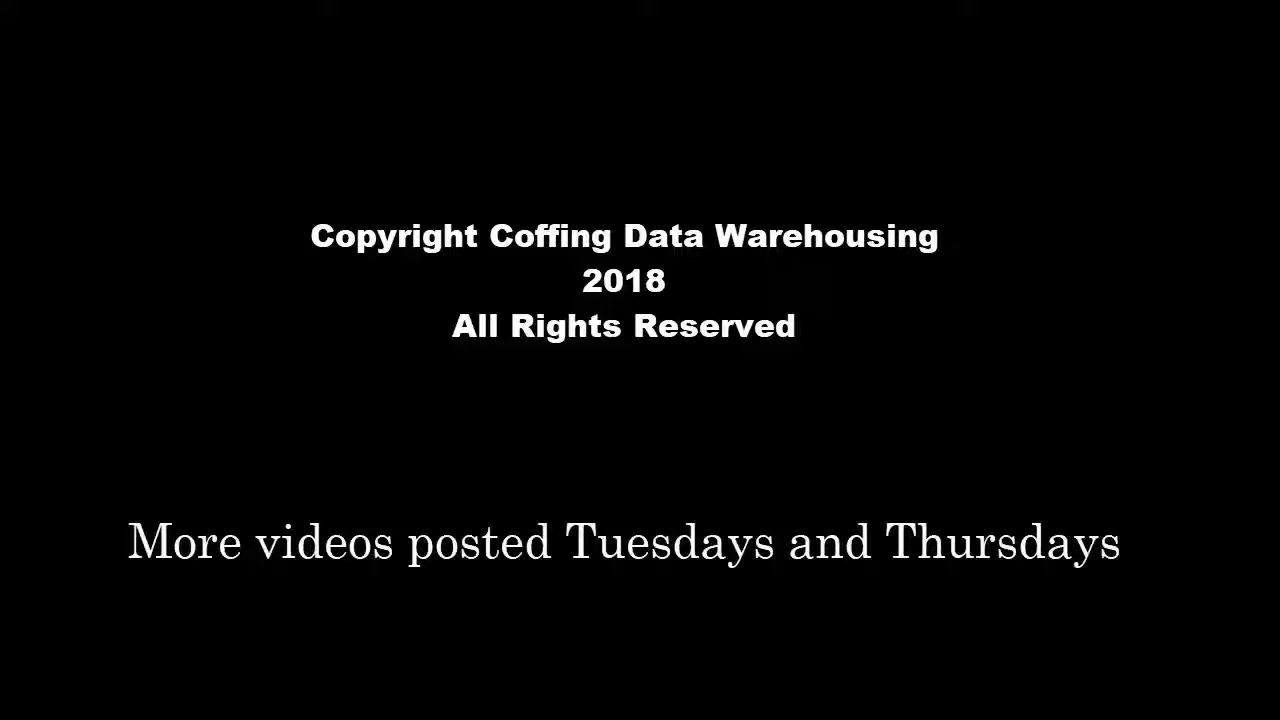 Copyright Coffing Data Warehousing
2018
All Rights Reserved
More videos posted Tuesdays and Thursdays